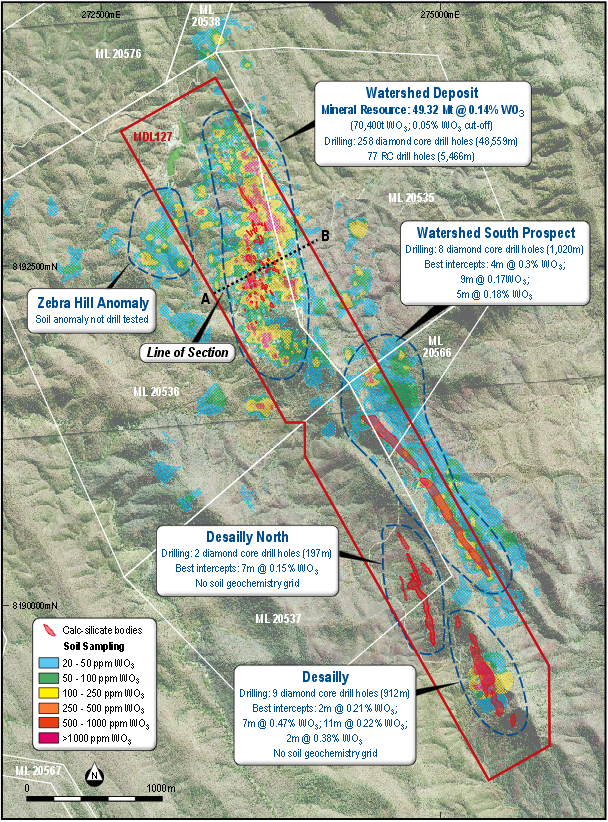 272500mE
275000mE
ML
20538
ML 20576
MDL127
Watershed Deposit
Mineral Resource: 49.32 Mt @ 0.14% WO3
(70,400t WO3; 0.05% WO3 cut-off)
Drilling: 258 diamond core drill holes (48,559m)
77 RC drill holes (5,466m)
ML 20535
Watershed South Prospect
Drilling: 8 diamond core drill holes (1,020m)
Best intercepts: 4m @ 0.3% WO3;
9m @ 0.17WO3;
5m @ 0.18% WO3
B
8192500mN
A
Zebra Hill Anomaly
Soil anomaly not drill tested
Line of Section
ML
20566
ML 20536
Desailly North
Drilling: 2 diamond core drill holes (197m)
Best intercepts: 7m @ 0.15% WO3
No soil geochemistry grid
8190000mN
ML 20537
Calc-silicate bodies
Soil Sampling
20 - 50 ppm WO3
50 - 100 ppm WO3
100 - 250 ppm WO3
250 - 500 ppm WO3
500 - 1000 ppm WO3
>1000 ppm WO3
Desailly
Drilling: 9 diamond core drill holes (912m)
Best intercepts: 2m @ 0.21% WO3;
7m @ 0.47% WO3; 11m @ 0.22% WO3;
2m @ 0.38% WO3
No soil geochemistry grid
ML 20567
N
0
1000m